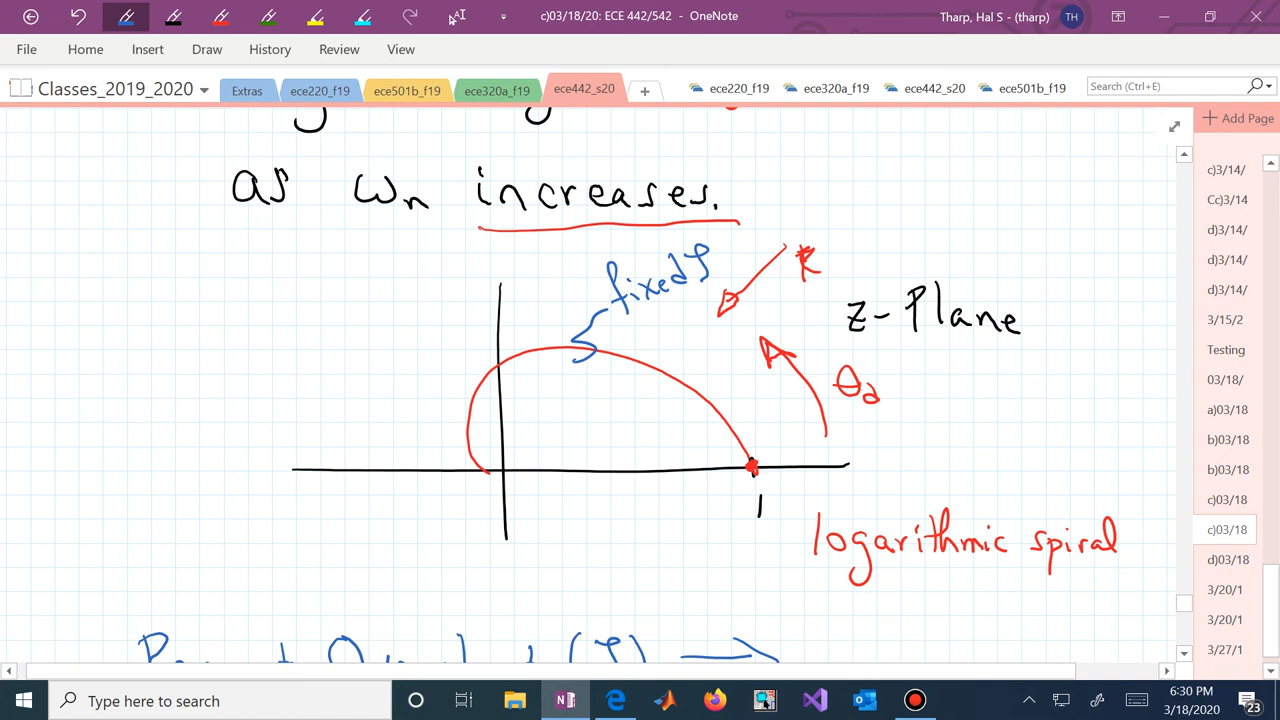 c)03/18/20: ECE 442/542 - OneNote
Tharp, Hal S - (tharp)
TH
File Home Insert Draw History Review View
Classes_2019_2020
Extras ece220_f19 ece501b_f19 ece320a_f19 ece442_s20 + ece220_f19 ece320a_f19 ece442_s20 ece501b_f19
Search (Ctrl+E)
Add Page
c)3/14/
Cc)3/14
d)3/14/
d)3/14/
d)3/14/
3/15/2
Testing
03/18/
a)03/18
b)03/18
b)03/18
c)03/18
c)03/18
d)03/18
3/20/1
3/20/1
3/27/1
as ωn increases.
fixed ζ
R
z-Plane
θd
1
logarithmic spiral
(ζ)
Type here to search
6:30 PM
3/18/2020
23